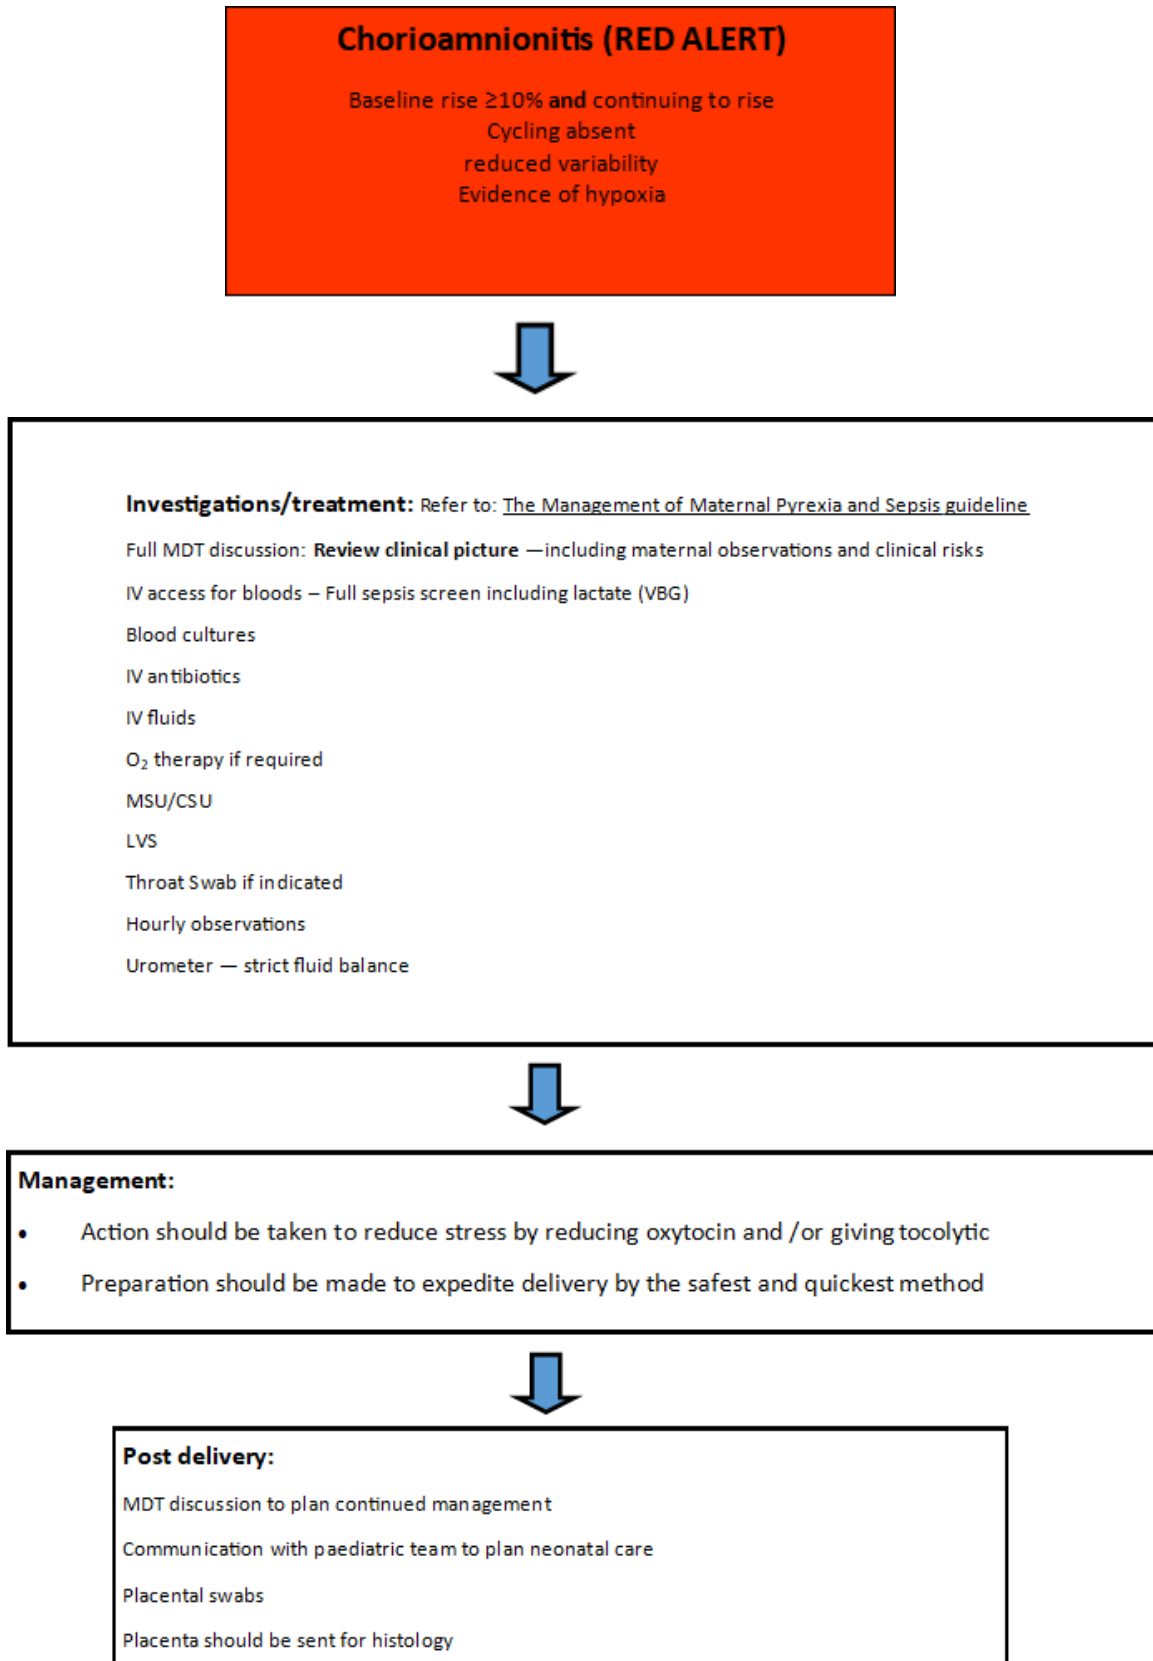 Chorioamnionitis (RED ALERT)
Baseline rise ≥10% and continuing to rise
Cycling absent
reduced variability
Evidence of hypoxia
Investigations/treatment: Refer to: The Management of Maternal Pyrexia and Sepsis guideline
Full MDT discussion: Review clinical picture —including maternal observations and clinical risks
IV access for bloods – Full sepsis screen including lactate (VBG)
Blood cultures
IV antibiotics
IV fluids
O₂ therapy if required
MSU/CSU
LVS
Throat Swab if indicated
Hourly observations
Urometer — strict fluid balance
Management:
• Action should be taken to reduce stress by reducing oxytocin and /or giving tocolytic
• Preparation should be made to expedite delivery by the safest and quickest method
Post delivery:
MDT discussion to plan continued management
Communication with paediatric team to plan neonatal care
Placental swabs
Placenta should be sent for histology